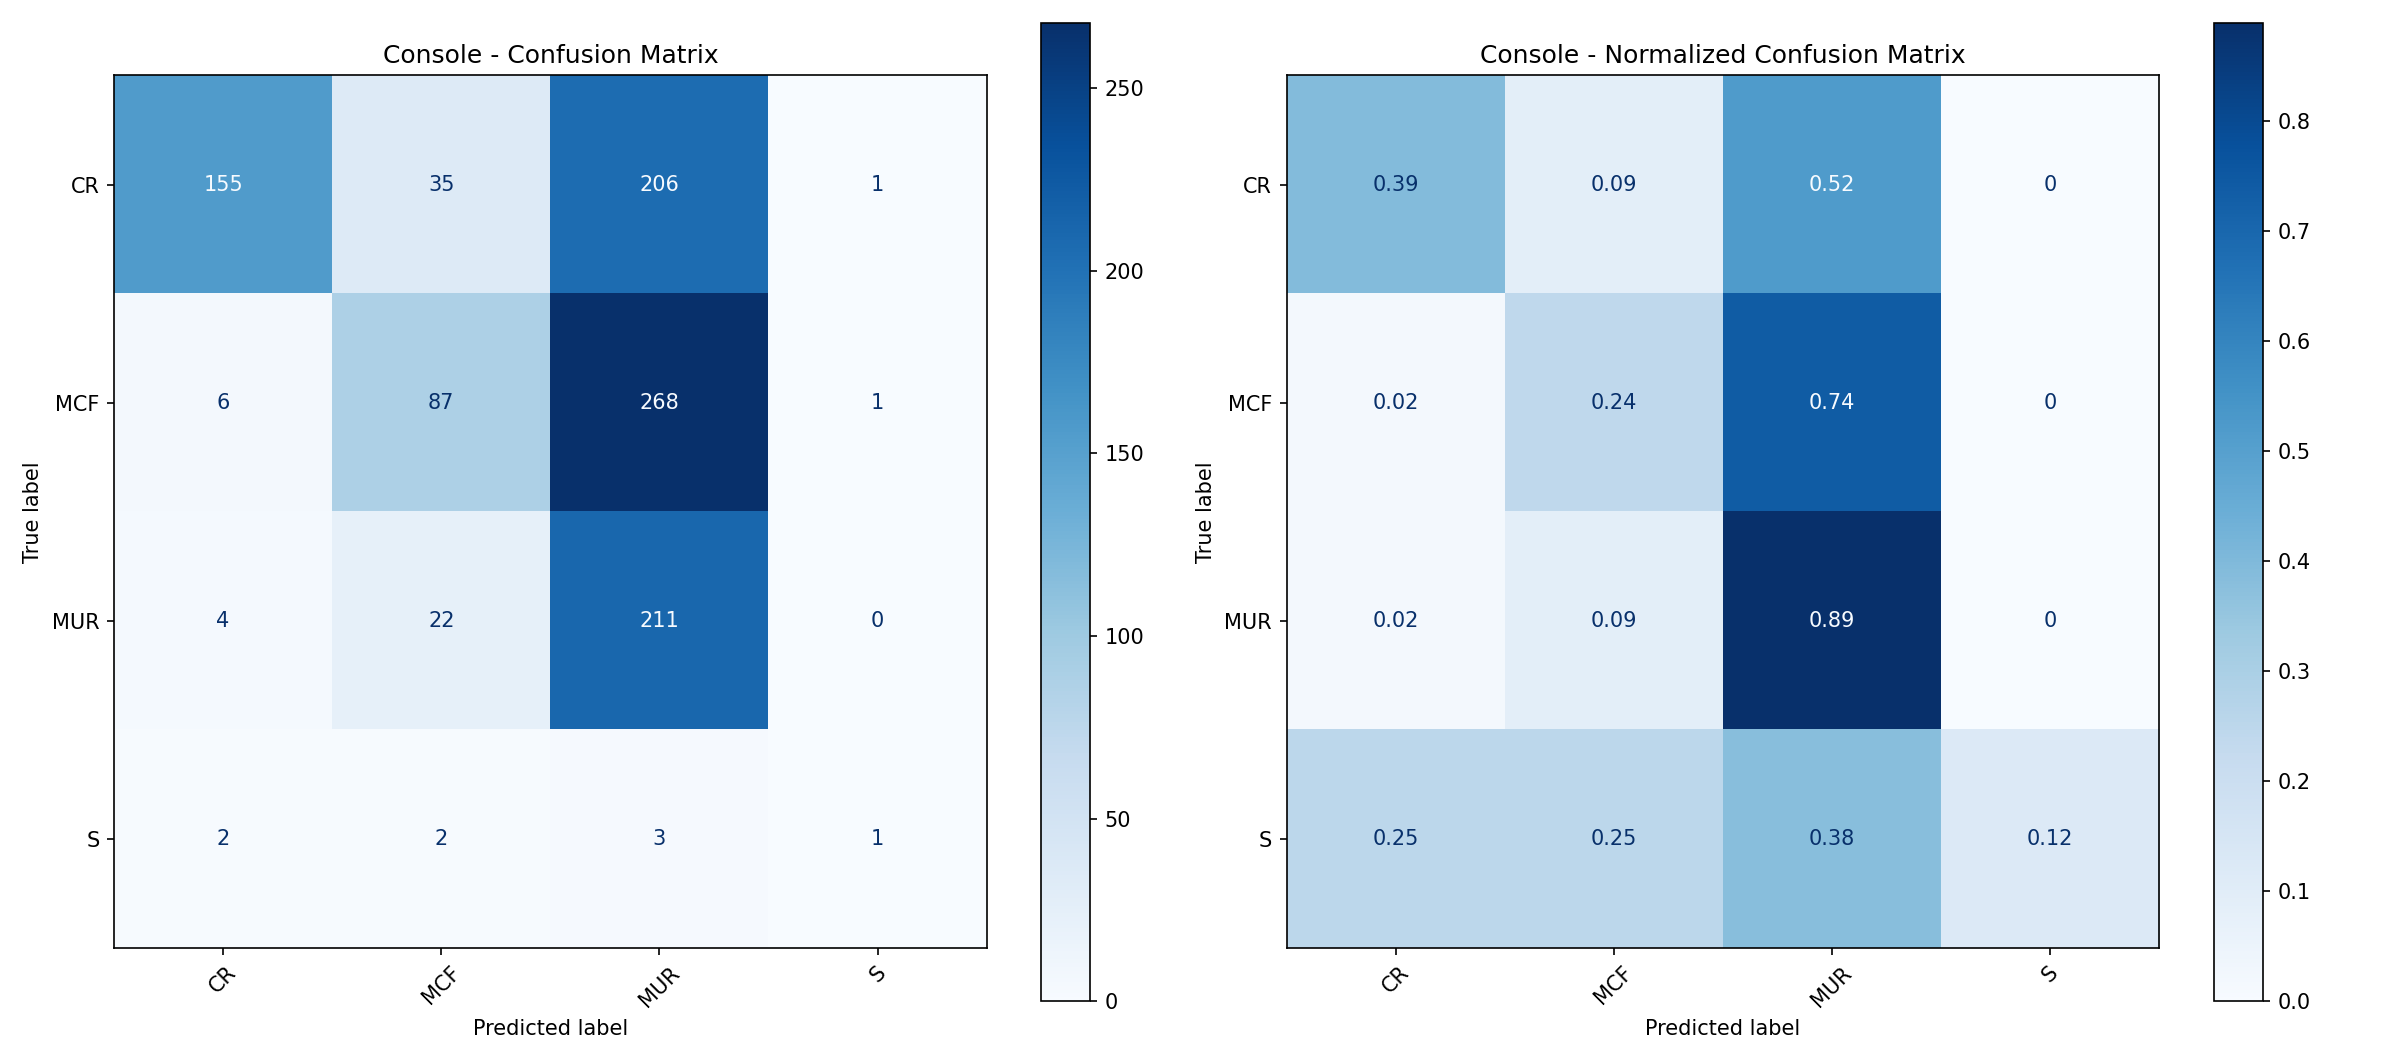 Console - Confusion Matrix
CR 155 35 206 1
MCF 6 87 268 1
MUR 4 22 211 0
S 2 2 3 1
CR MCF MUR S
Predicted label
True label
250
200
150
100
50
0
Console - Normalized Confusion Matrix
CR 0.39 0.09 0.52 0
MCF 0.02 0.24 0.74 0
MUR 0.02 0.09 0.89 0
S 0.25 0.25 0.38 0.12
CR MCF MUR S
Predicted label
True label
0.8
0.7
0.6
0.5
0.4
0.3
0.2
0.1
0.0